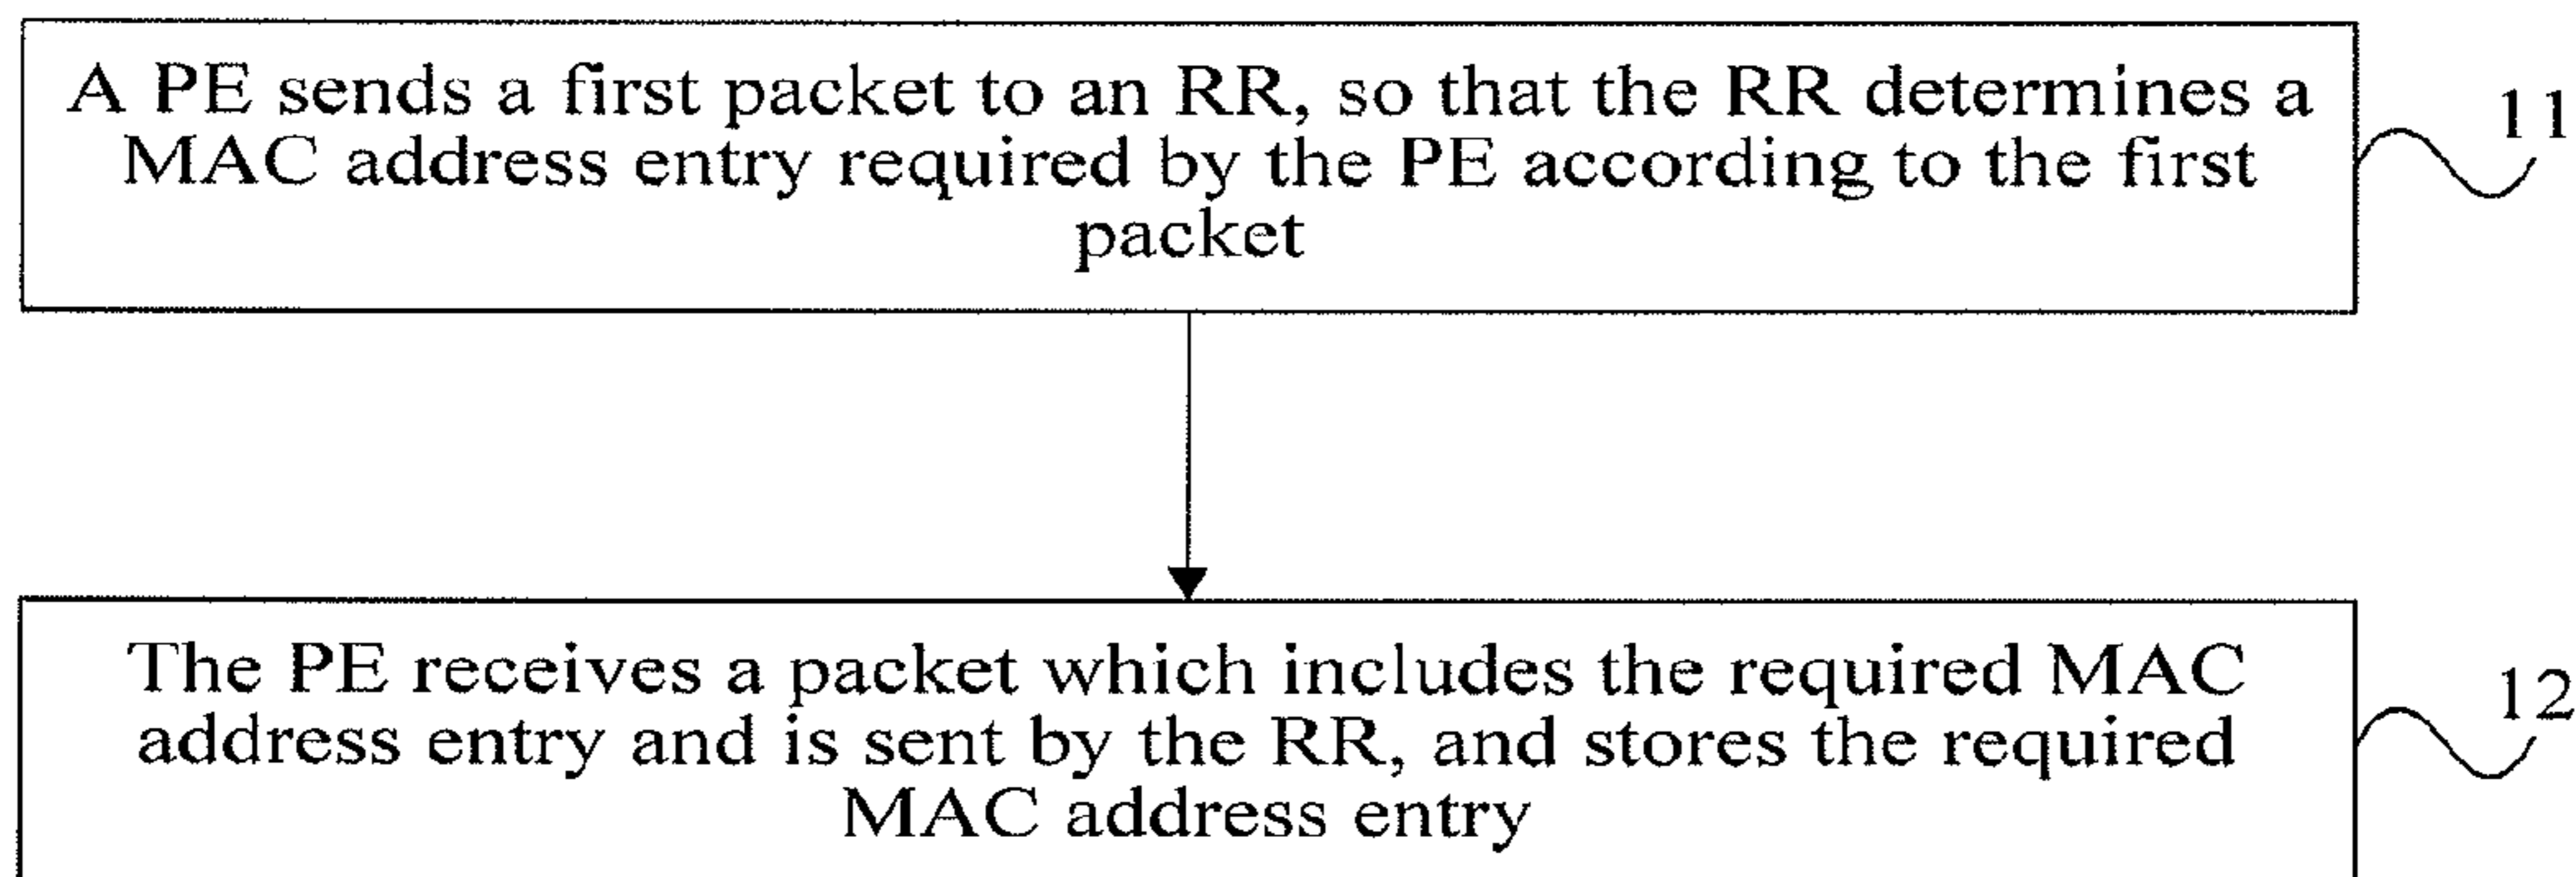 A PE sends a first packet to an RR, so that the RR determines a
MAC address entry required by the PE according to the first
packet
11
The PE receives a packet which includes the required MAC
address entry and is sent by the RR, and stores the required
MAC address entry
12